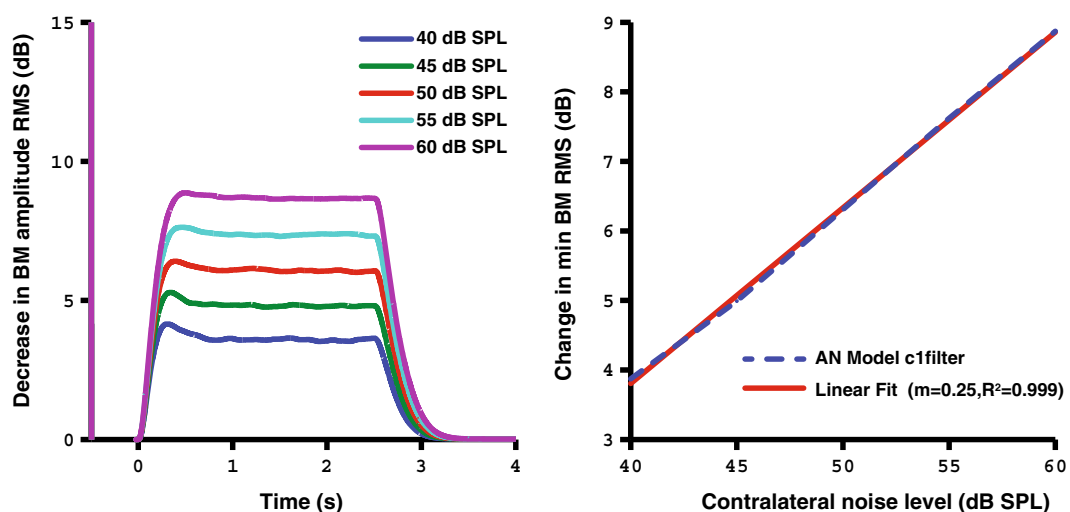 Decrease in BM amplitude RMS (dB)
15
10
5
0
0
1
2
3
4
Time (s)
40 dB SPL
45 dB SPL
50 dB SPL
55 dB SPL
60 dB SPL
Change in min BM RMS (dB)
9
8
7
6
5
4
3
40
45
50
55
60
Contralateral noise level (dB SPL)
AN Model c1filter
Linear Fit (m=0.25,R²=0.999)